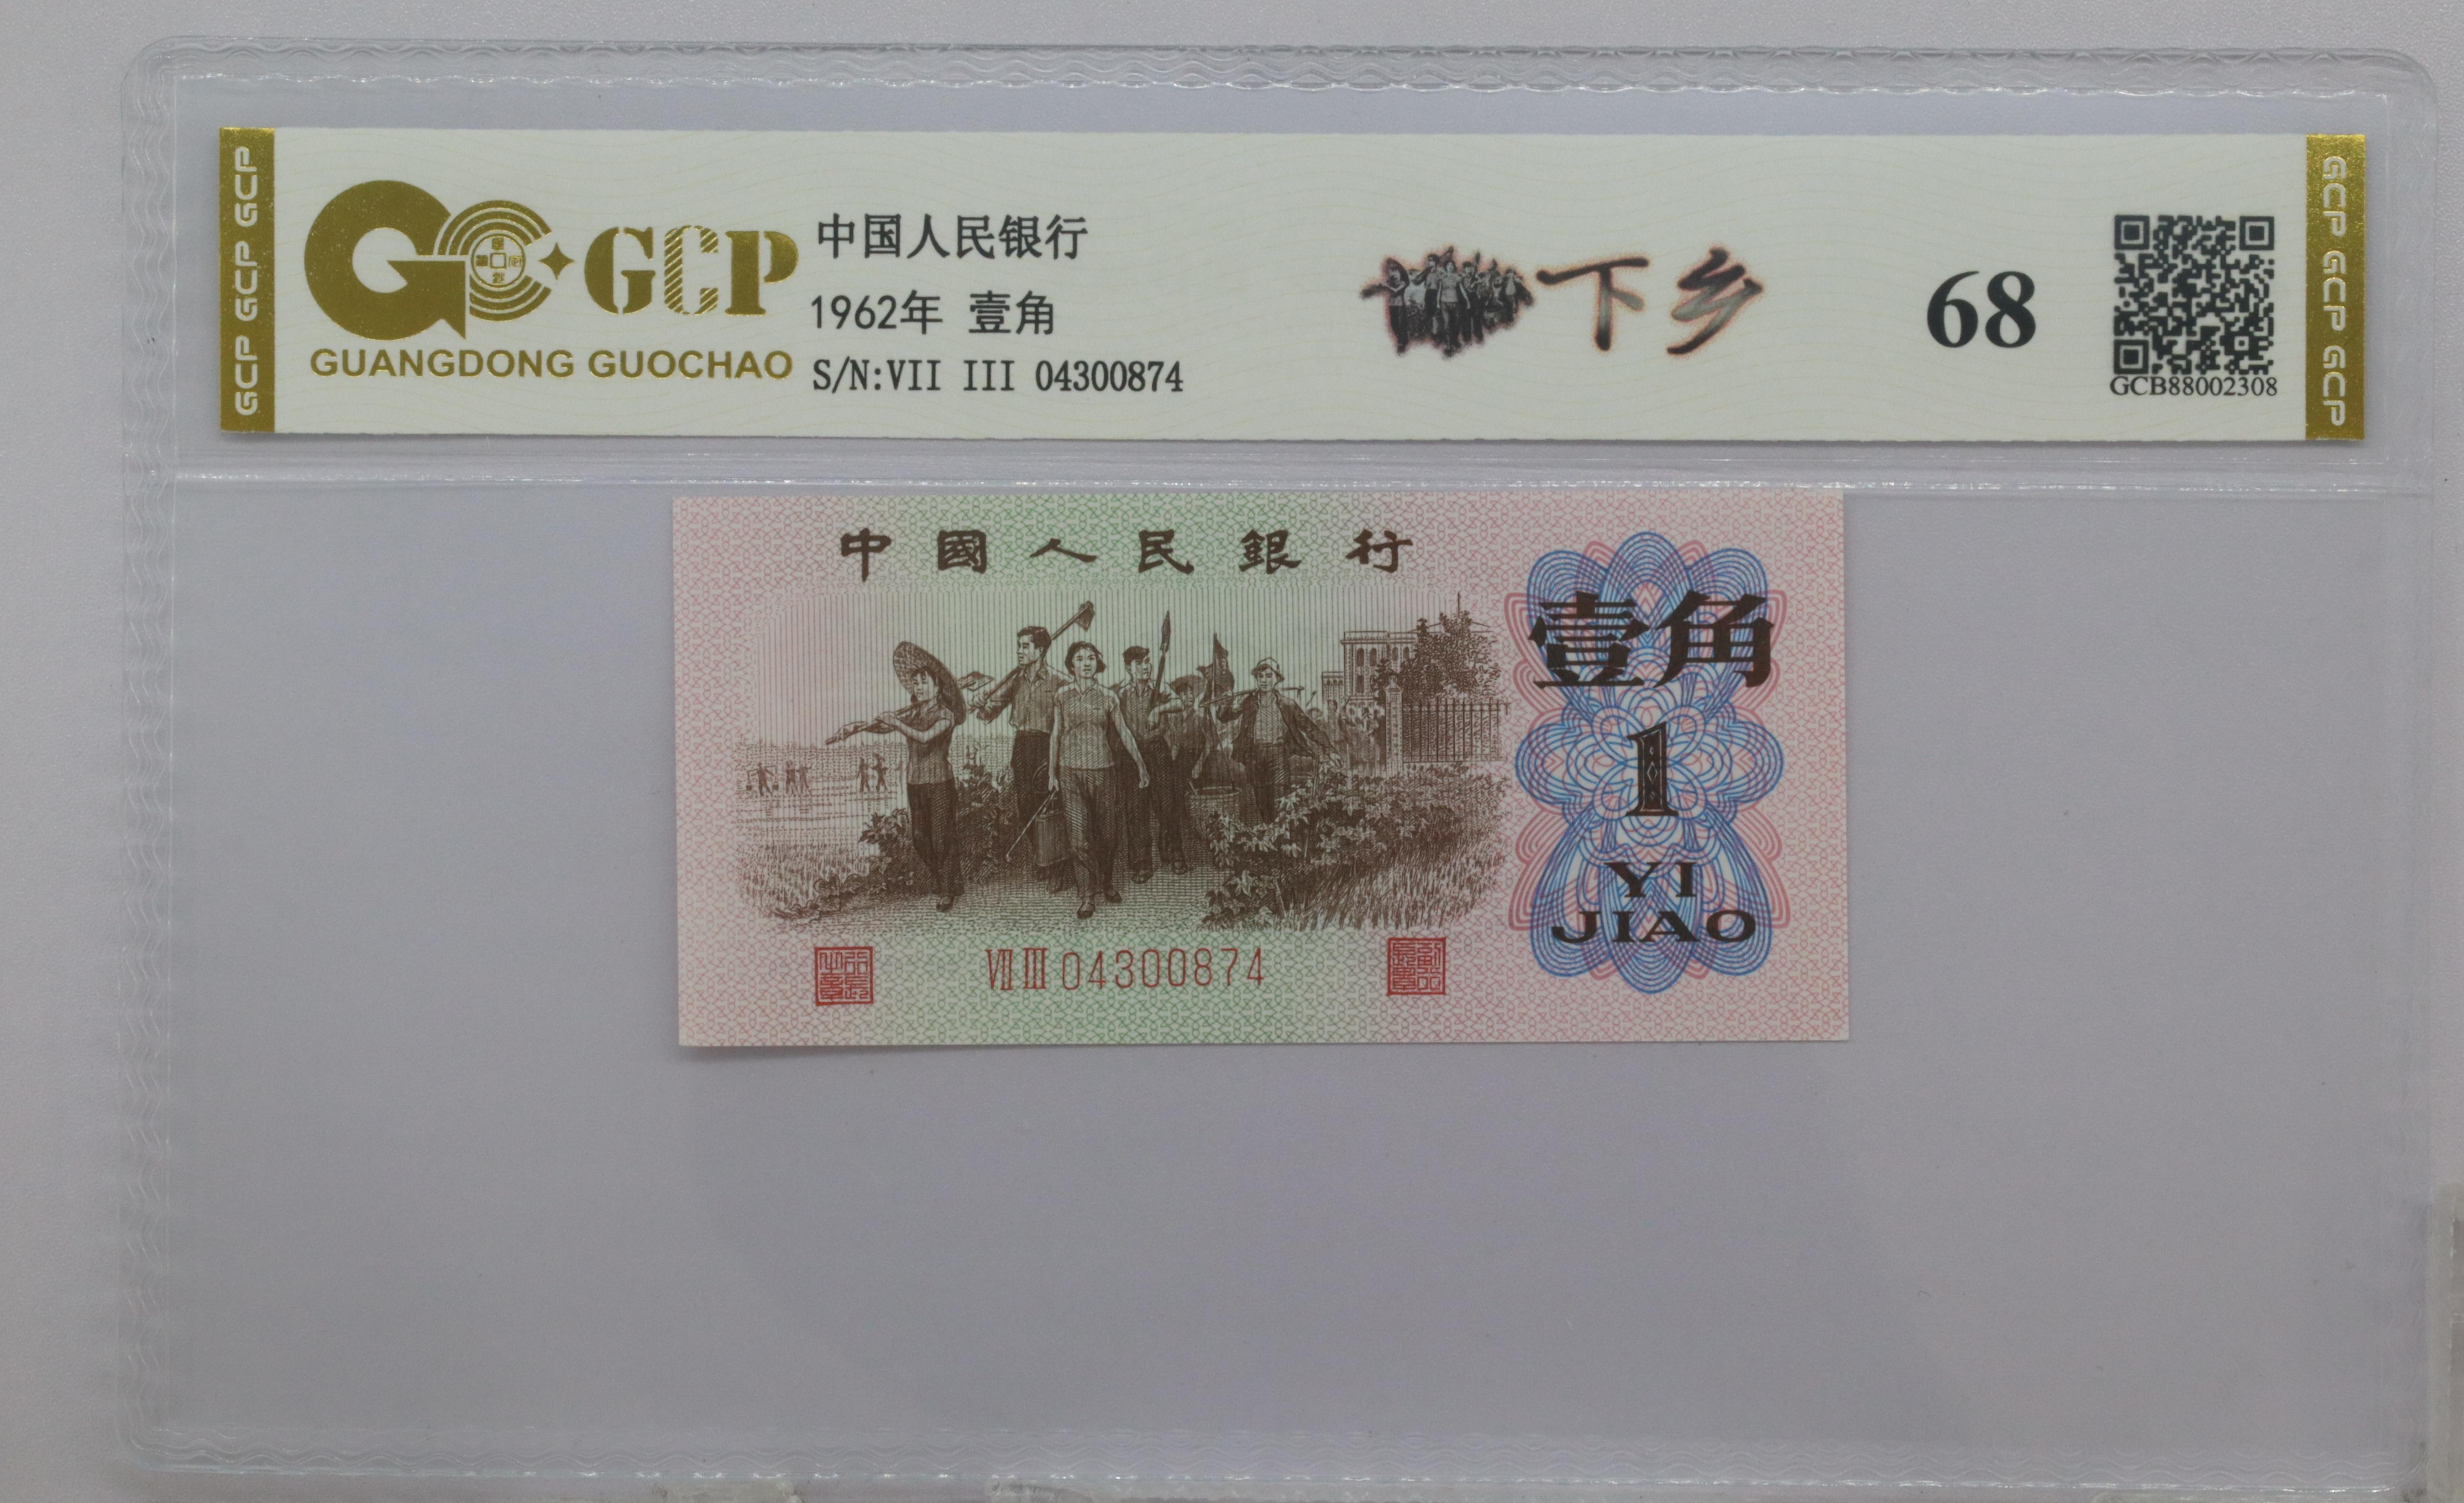 GCP GCP GCP
GCP
GUANGDONG GUOCHAO
中国人民银行
1962年 壹角
S/N:VII III 04300874
下乡
68
GCB88002308
GCP GCP GCP
中國人民銀行
壹角
1
YI
JIAO
VII III 04300874